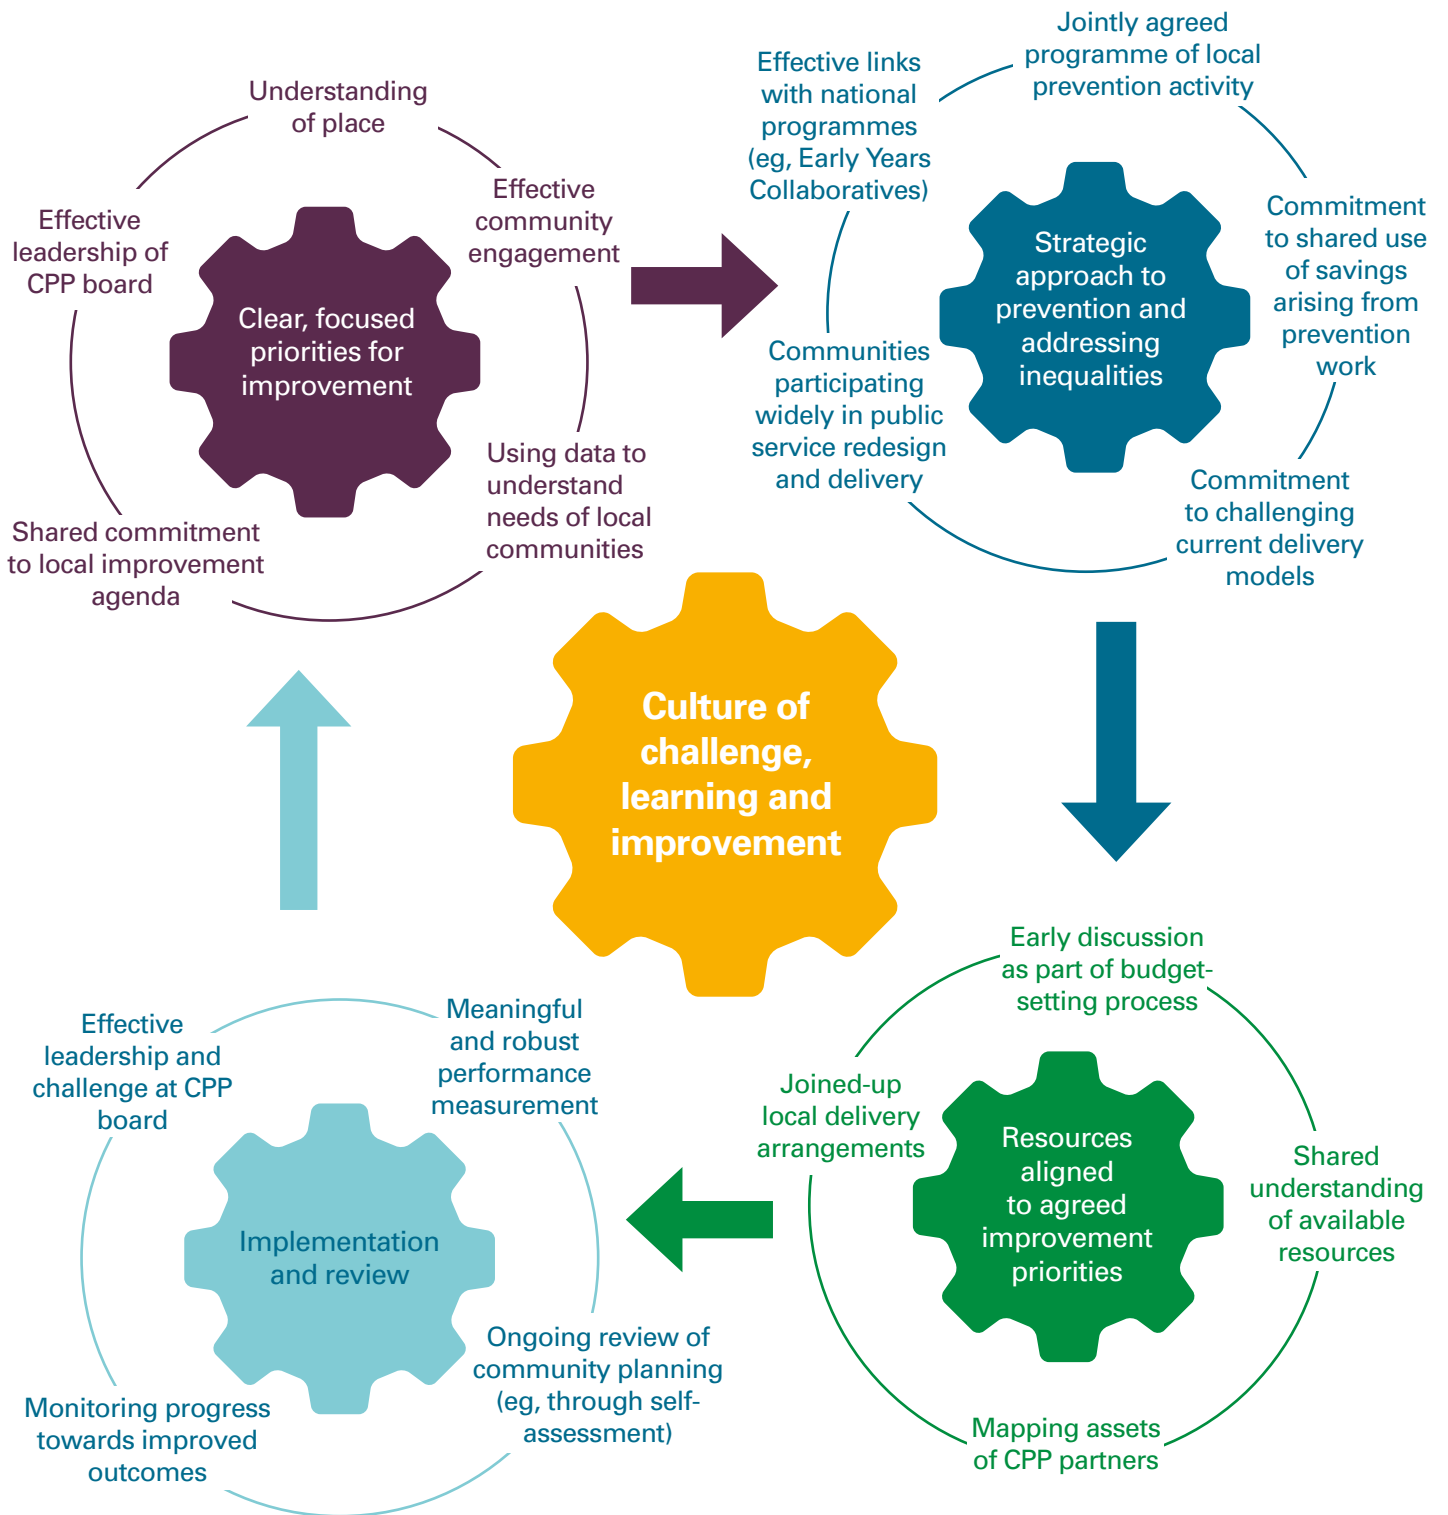 Understanding
of place
Effective
community
engagement
Effective
leadership of
CPP board
Clear, focused
priorities for
improvement
Using data to
understand
needs of local
communities
Shared commitment
to local improvement
agenda
Jointly agreed
programme of local
prevention activity
Effective links
with national
programmes
(eg, Early Years
Collaboratives)
Commitment
to shared use
of savings
arising from
prevention
work
Strategic
approach to
prevention and
addressing
inequalities
Communities
participating
widely in public
service redesign
and delivery
Commitment
to challenging
current delivery
models
Culture of
challenge,
learning and
improvement
Early discussion
as part of budget-
setting process
Joined-up
local delivery
arrangements
Resources
aligned
to agreed
improvement
priorities
Shared
understanding
of available
resources
Mapping assets
of CPP partners
Meaningful
and robust
performance
measurement
Effective
leadership and
challenge at CPP
board
Implementation
and review
Ongoing review of
community planning
(eg, through self-
assessment)
Monitoring progress
towards improved
outcomes